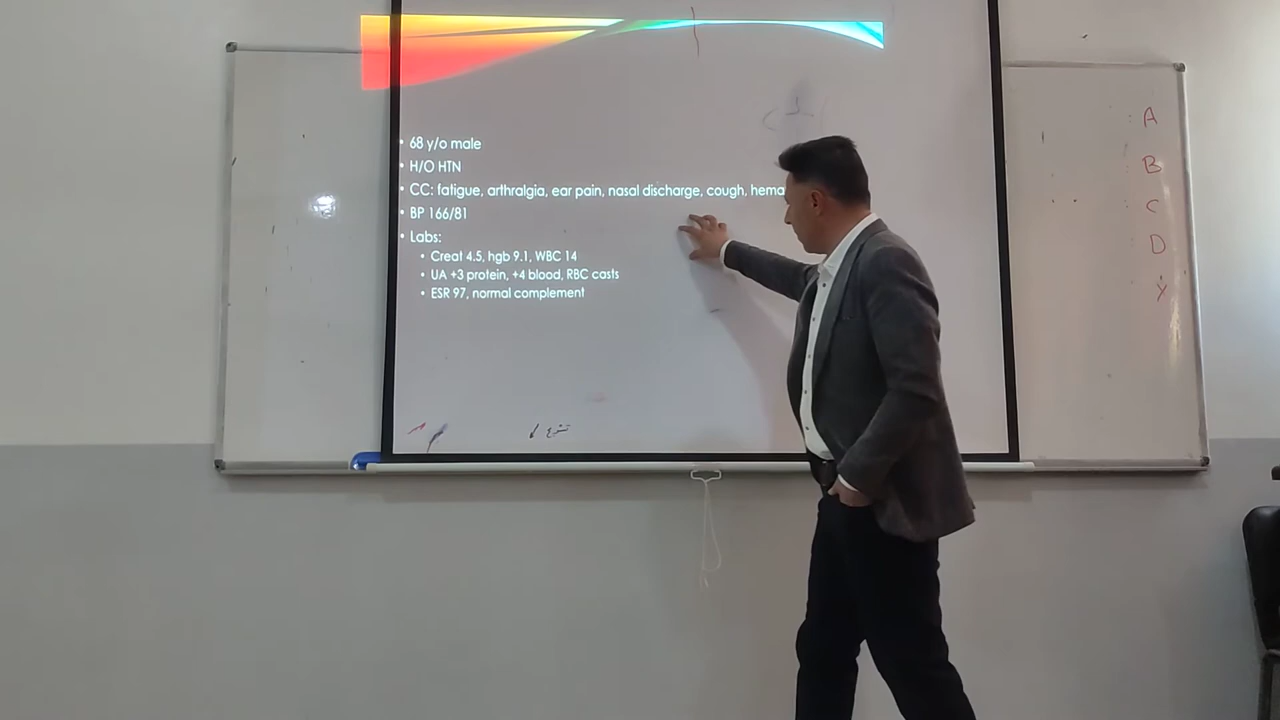 • 68 y/o male
• H/O HTN
• CC: fatigue, arthralgia, ear pain, nasal discharge, cough, hema
• BP 166/81
• Labs:
• Creat 4.5, hgb 9.1, WBC 14
• UA +3 protein, +4 blood, RBC casts
• ESR 97, normal complement
A
B
C
D